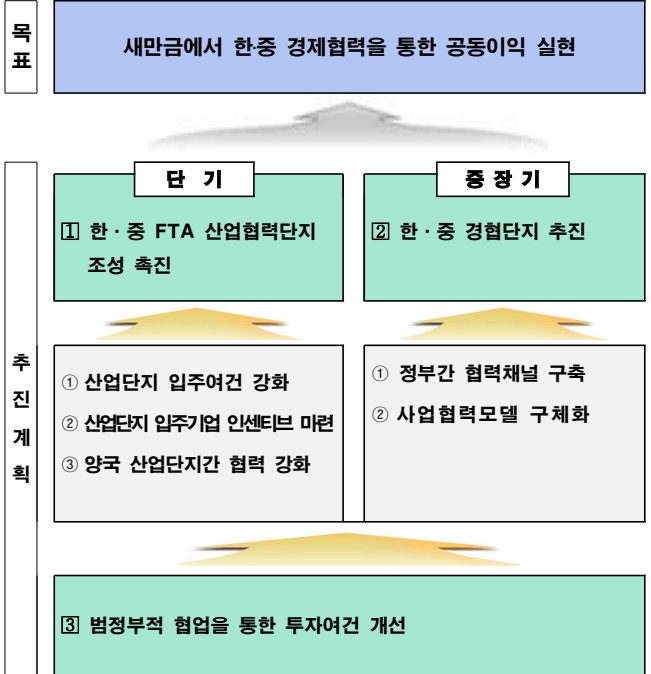 목표
새만금에서 한·중 경제협력을 통한 공동이익 실현
추진계획
단 기
1 한·중 FTA 산업협력단지
조성 촉진
중장기
2 한·중 경협단지 추진
① 산업단지 입주여건 강화
② 산업단지 입주기업 인센티브 마련
③ 양국 산업단지간 협력 강화
① 정부간 협력채널 구축
② 사업협력모델 구체화
3 범정부적 협업을 통한 투자여건 개선